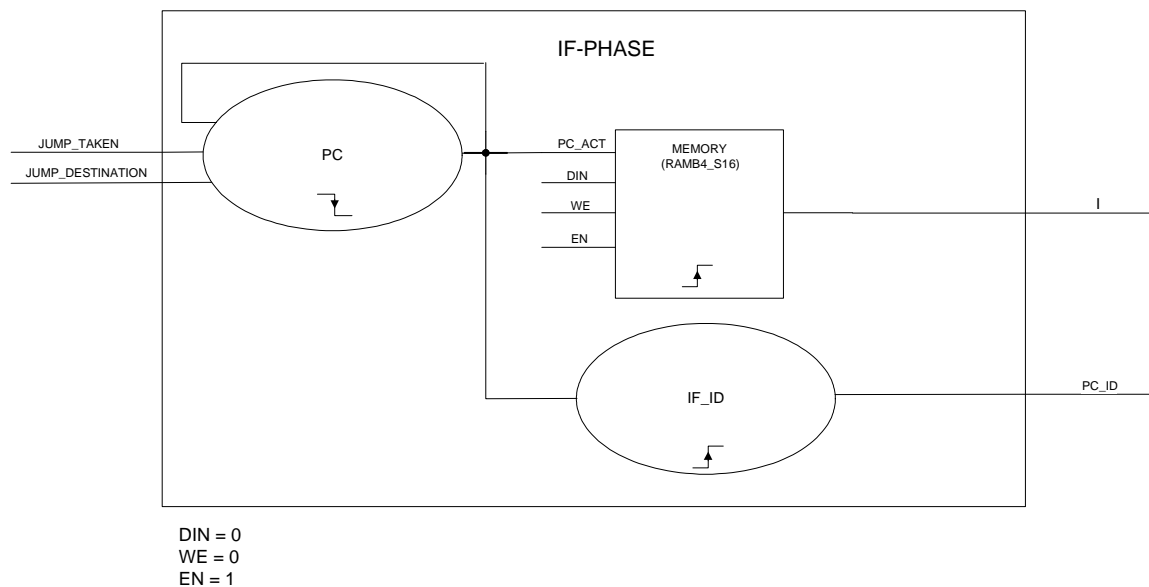 IF-PHASE
JUMP_TAKEN
JUMP_DESTINATION
PC
PC_ACT
DIN
WE
EN
MEMORY
(RAMB4_S16)
I
IF_ID
PC_ID
DIN = 0
WE = 0
EN = 1